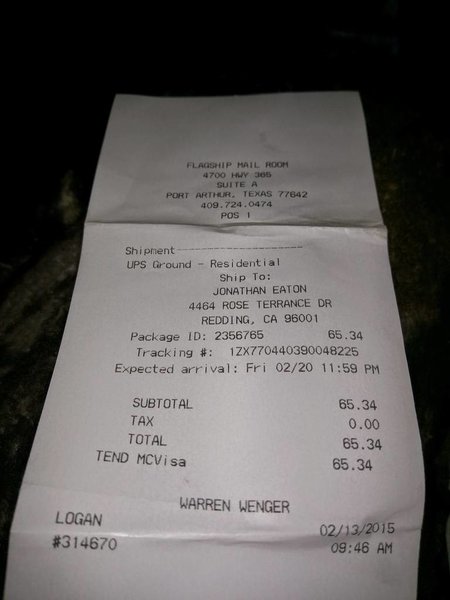 FLAGSHIP MAIL ROOM
4700 HWY 365
SUITE A
PORT ARTHUR, TEXAS 77642
409.724.0474
POS 1
Shipment----------------------
UPS Ground - Residential
Ship To:
JONATHAN EATON
4464 ROSE TERRANCE DR
REDDING, CA 96001
Package ID: 2356765 65.34
Tracking #: 1ZX770440390048225
Expected arrival: Fri 02/20 11:59 PM
SUBTOTAL 65.34
TAX 0.00
TOTAL 65.34
TEND MCVisa 65.34
WARREN WENGER
LOGAN 02/13/2015
#314670 09:46 AM